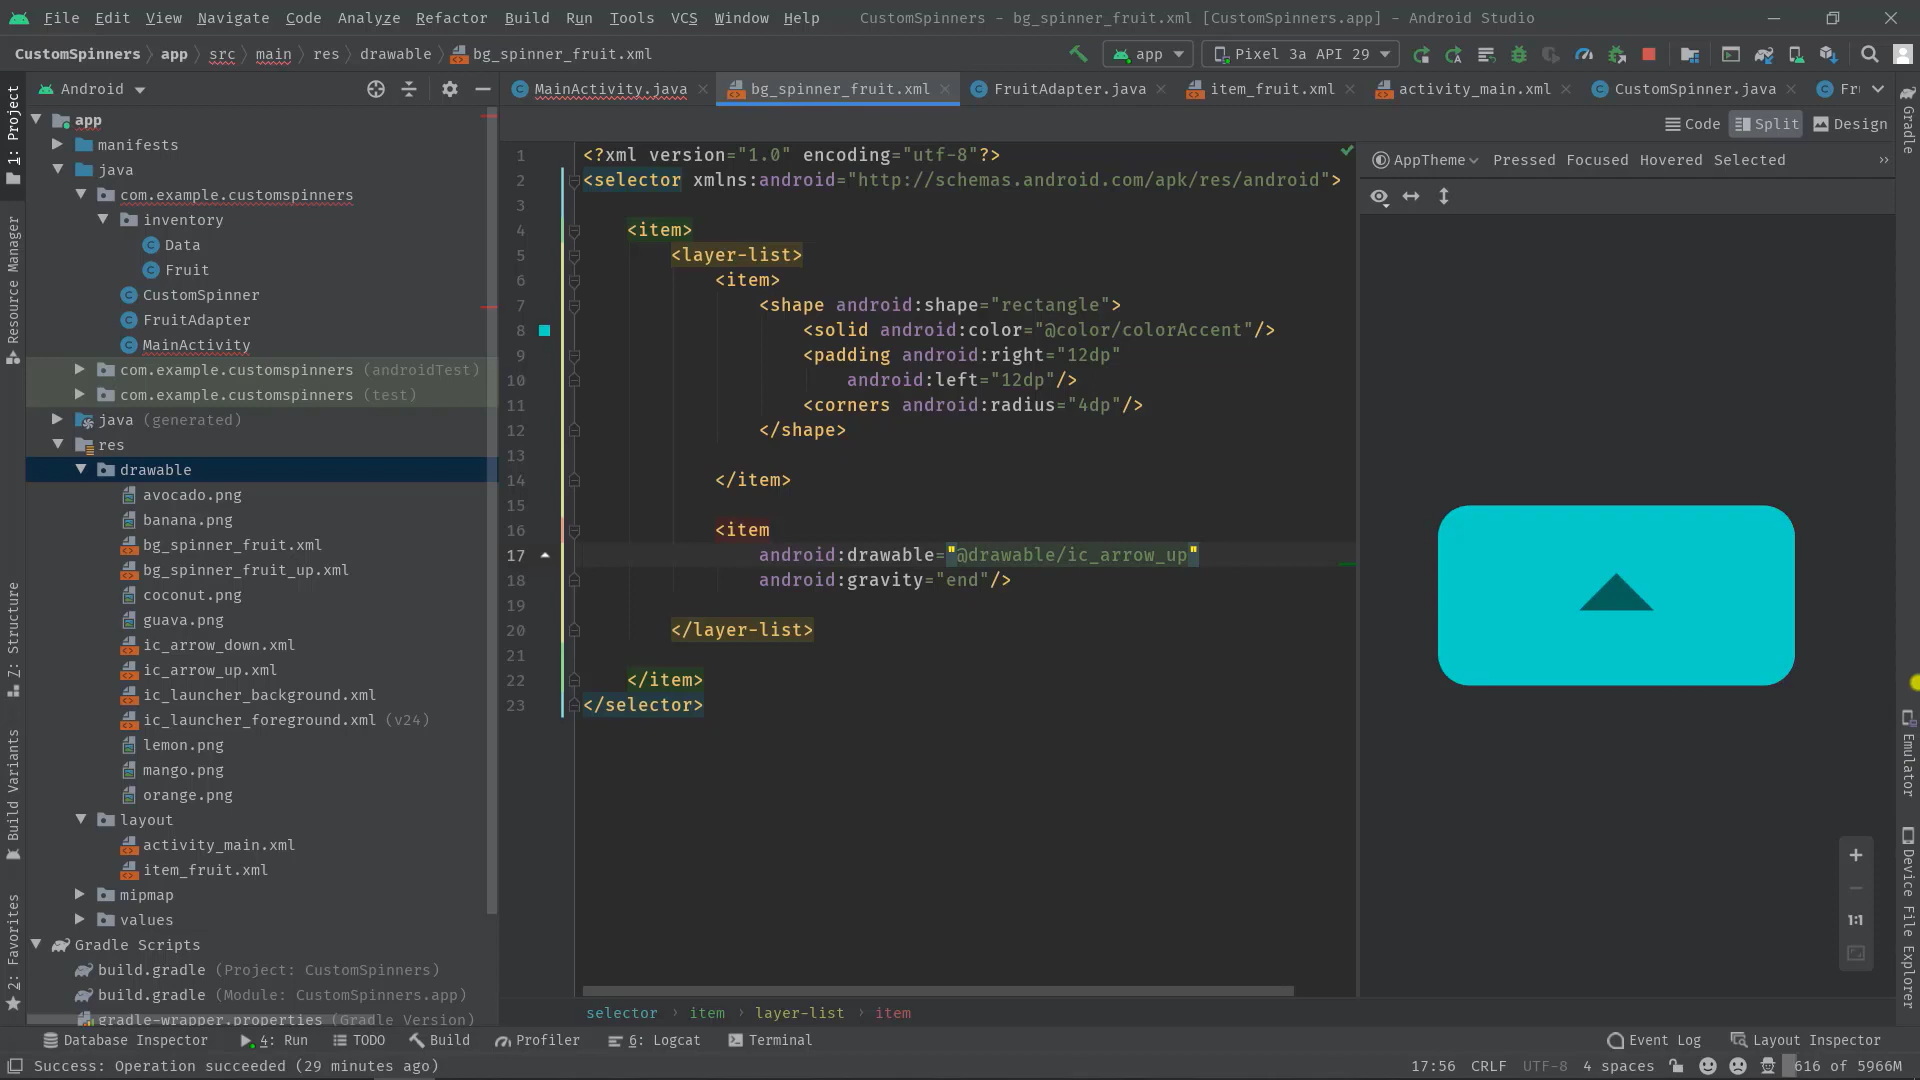 File Edit View Navigate Code Analyze Refactor Build Run Tools VCS Window Help CustomSpinners - bg_spinner_fruit.xml [CustomSpinners.app] - Android Studio
CustomSpinners app src main res drawable bg_spinner_fruit.xml app Pixel 3a API 29
Android
MainActivity.java bg_spinner_fruit.xml FruitAdapter.java item_fruit.xml activity_main.xml CustomSpinner.java
Code Split Design
AppTheme Pressed Focused Hovered Selected »
1: Project
Resource Manager
Z: Structure
Build Variants
2: Favorites
app
manifests
java
com.example.customspinners
inventory
Data
Fruit
CustomSpinner
FruitAdapter
MainActivity
com.example.customspinners (androidTest)
com.example.customspinners (test)
java (generated)
res
drawable
avocado.png
banana.png
bg_spinner_fruit.xml
bg_spinner_fruit_up.xml
coconut.png
guava.png
ic_arrow_down.xml
ic_arrow_up.xml
ic_launcher_background.xml
ic_launcher_foreground.xml (v24)
lemon.png
mango.png
orange.png
layout
activity_main.xml
item_fruit.xml
mipmap
values
Gradle Scripts
build.gradle (Project: CustomSpinners)
build.gradle (Module: CustomSpinners.app)
gradle-wrapper.properties (Gradle Version)
1 <?xml version="1.0" encoding="utf-8"?>
2 <selector xmlns:android="http://schemas.android.com/apk/res/android">
3
4 <item>
5 <layer-list>
6 <item>
7 <shape android:shape="rectangle">
8 <solid android:color="@color/colorAccent"/>
9 <padding android:right="12dp"
10 android:left="12dp"/>
11 <corners android:radius="4dp"/>
12 </shape>
13
14 </item>
15
16 <item
17 android:drawable="@drawable/ic_arrow_up"
18 android:gravity="end"/>
19
20 </layer-list>
21
22 </item>
23 </selector>
selector › item › layer-list › item
1:1
Gradle
Emulator
Device File Explorer
Database Inspector 4: Run TODO Build Profiler 6: Logcat Terminal Event Log Layout Inspector
Success: Operation succeeded (29 minutes ago) 17:56 CRLF UTF-8 4 spaces 616 of 5966M